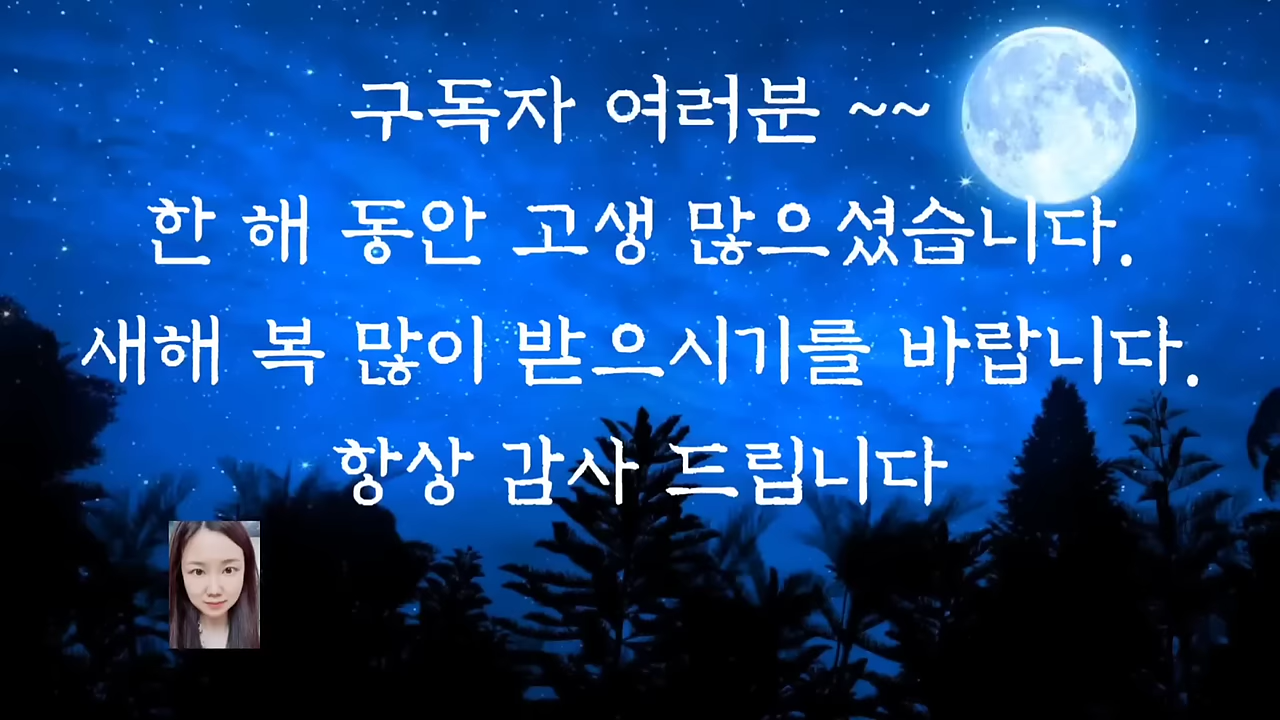 구독자 여러분 ~~
한 해 동안 고생 많으셨습니다.
새해 복 많이 받으시기를 바랍니다.
항상 감사 드립니다